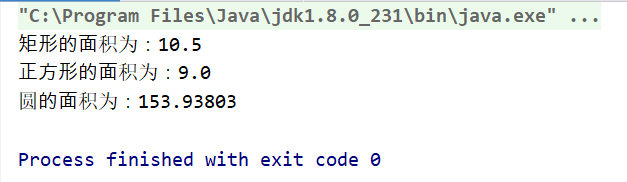 "C:\Program Files\Java\jdk1.8.0_231\bin\java.exe" ...
矩形的面积为：10.5
正方形的面积为：9.0
圆的面积为：153.93803
Process finished with exit code 0